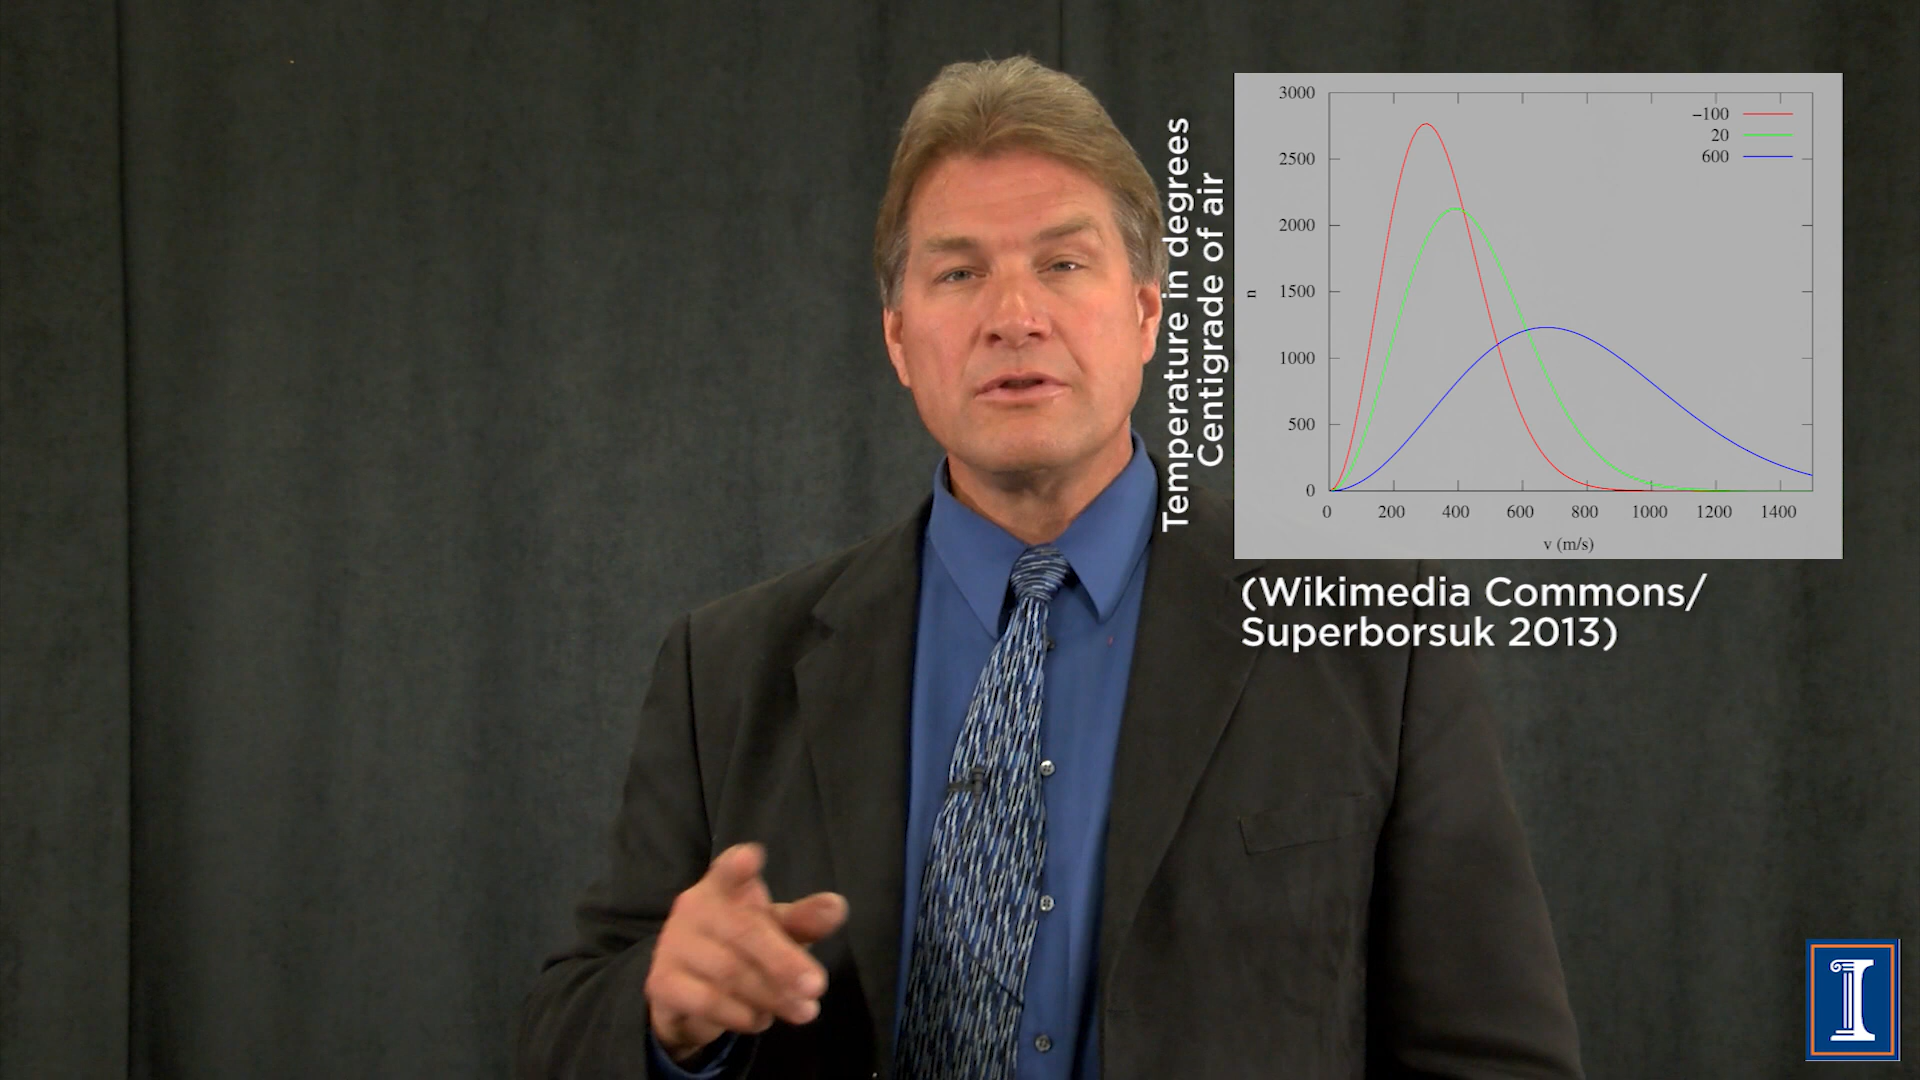 Temperature in degrees
Centigrade of air
3000
2500
2000
1500
1000
500
0
n
−100
20
600
0 200 400 600 800 1000 1200 1400
v (m/s)
(Wikimedia Commons/
Superborsuk 2013)
I